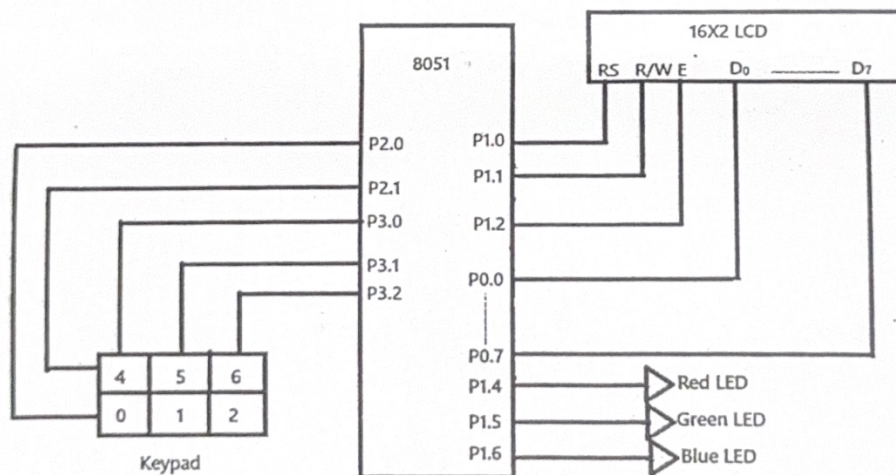 16X2 LCD
RS R/W E D0 D7
8051
P2.0
P2.1
P3.0
P3.1
P3.2
P1.0
P1.1
P1.2
P0.0
P0.7
P1.4
P1.5
P1.6
Red LED
Green LED
Blue LED
4 5 6
0 1 2
Keypad